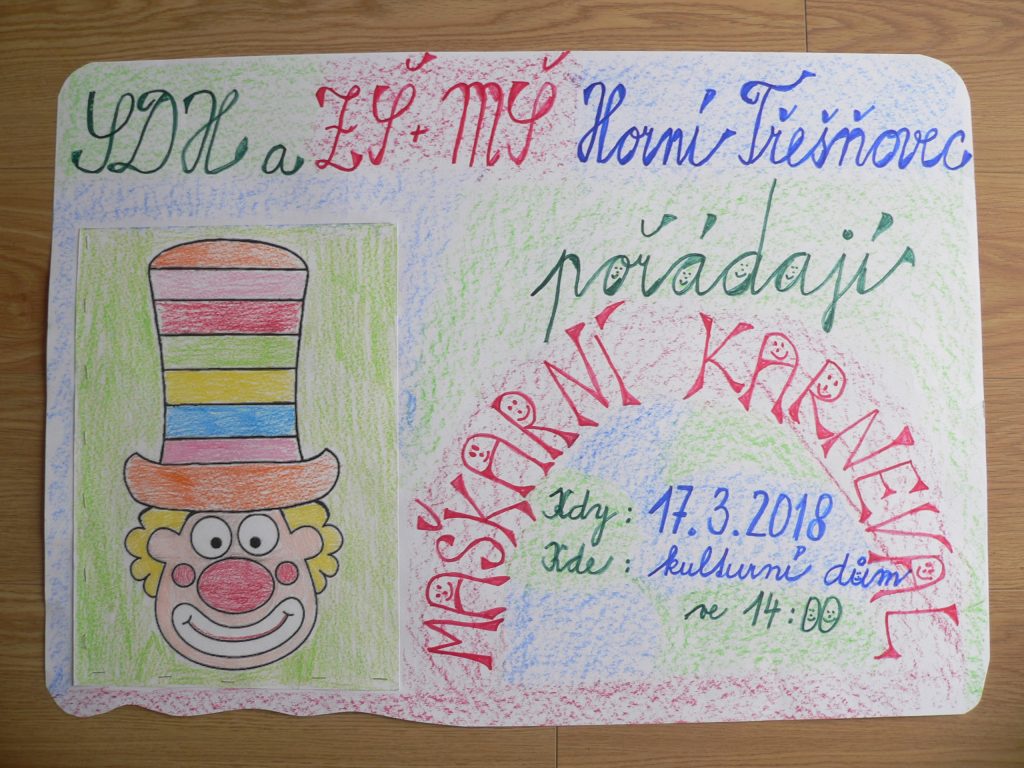 SDH a ZŠ + MŠ Horní Třešňovec
pořádají
MAŠKARNÍ KARNEVAL
Kdy: 17.3.2018
Kde: kulturní dům
ve 14:00